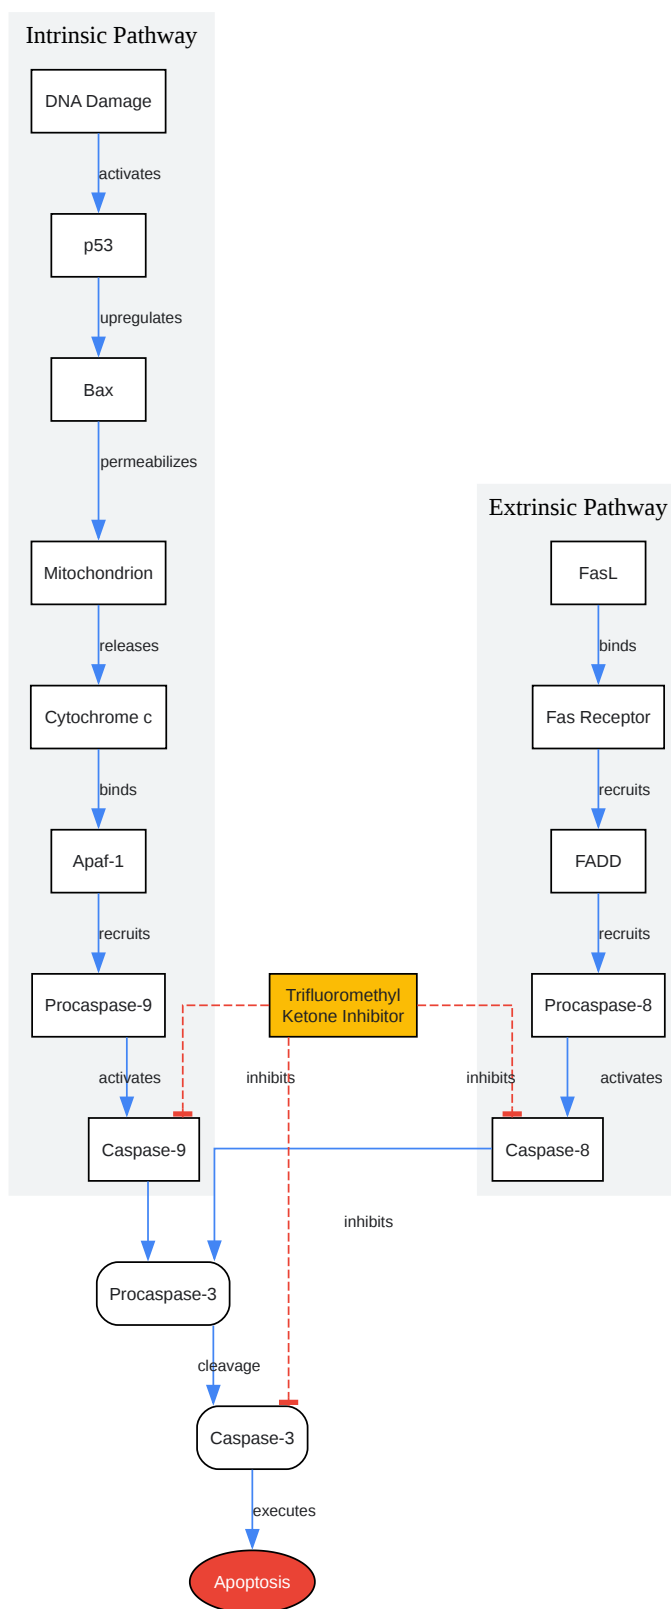 Intrinsic Pathway
DNA Damage
activates
p53
upregulates
Bax
permeabilizes
Mitochondrion
releases
Cytochrome c
binds
Apaf-1
recruits
Procaspase-9
activates
Caspase-9
Extrinsic Pathway
FasL
binds
Fas Receptor
recruits
FADD
recruits
Procaspase-8
activates
Caspase-8
Trifluoromethyl
Ketone Inhibitor
inhibits
inhibits
inhibits
Procaspase-3
cleavage
Caspase-3
executes
Apoptosis